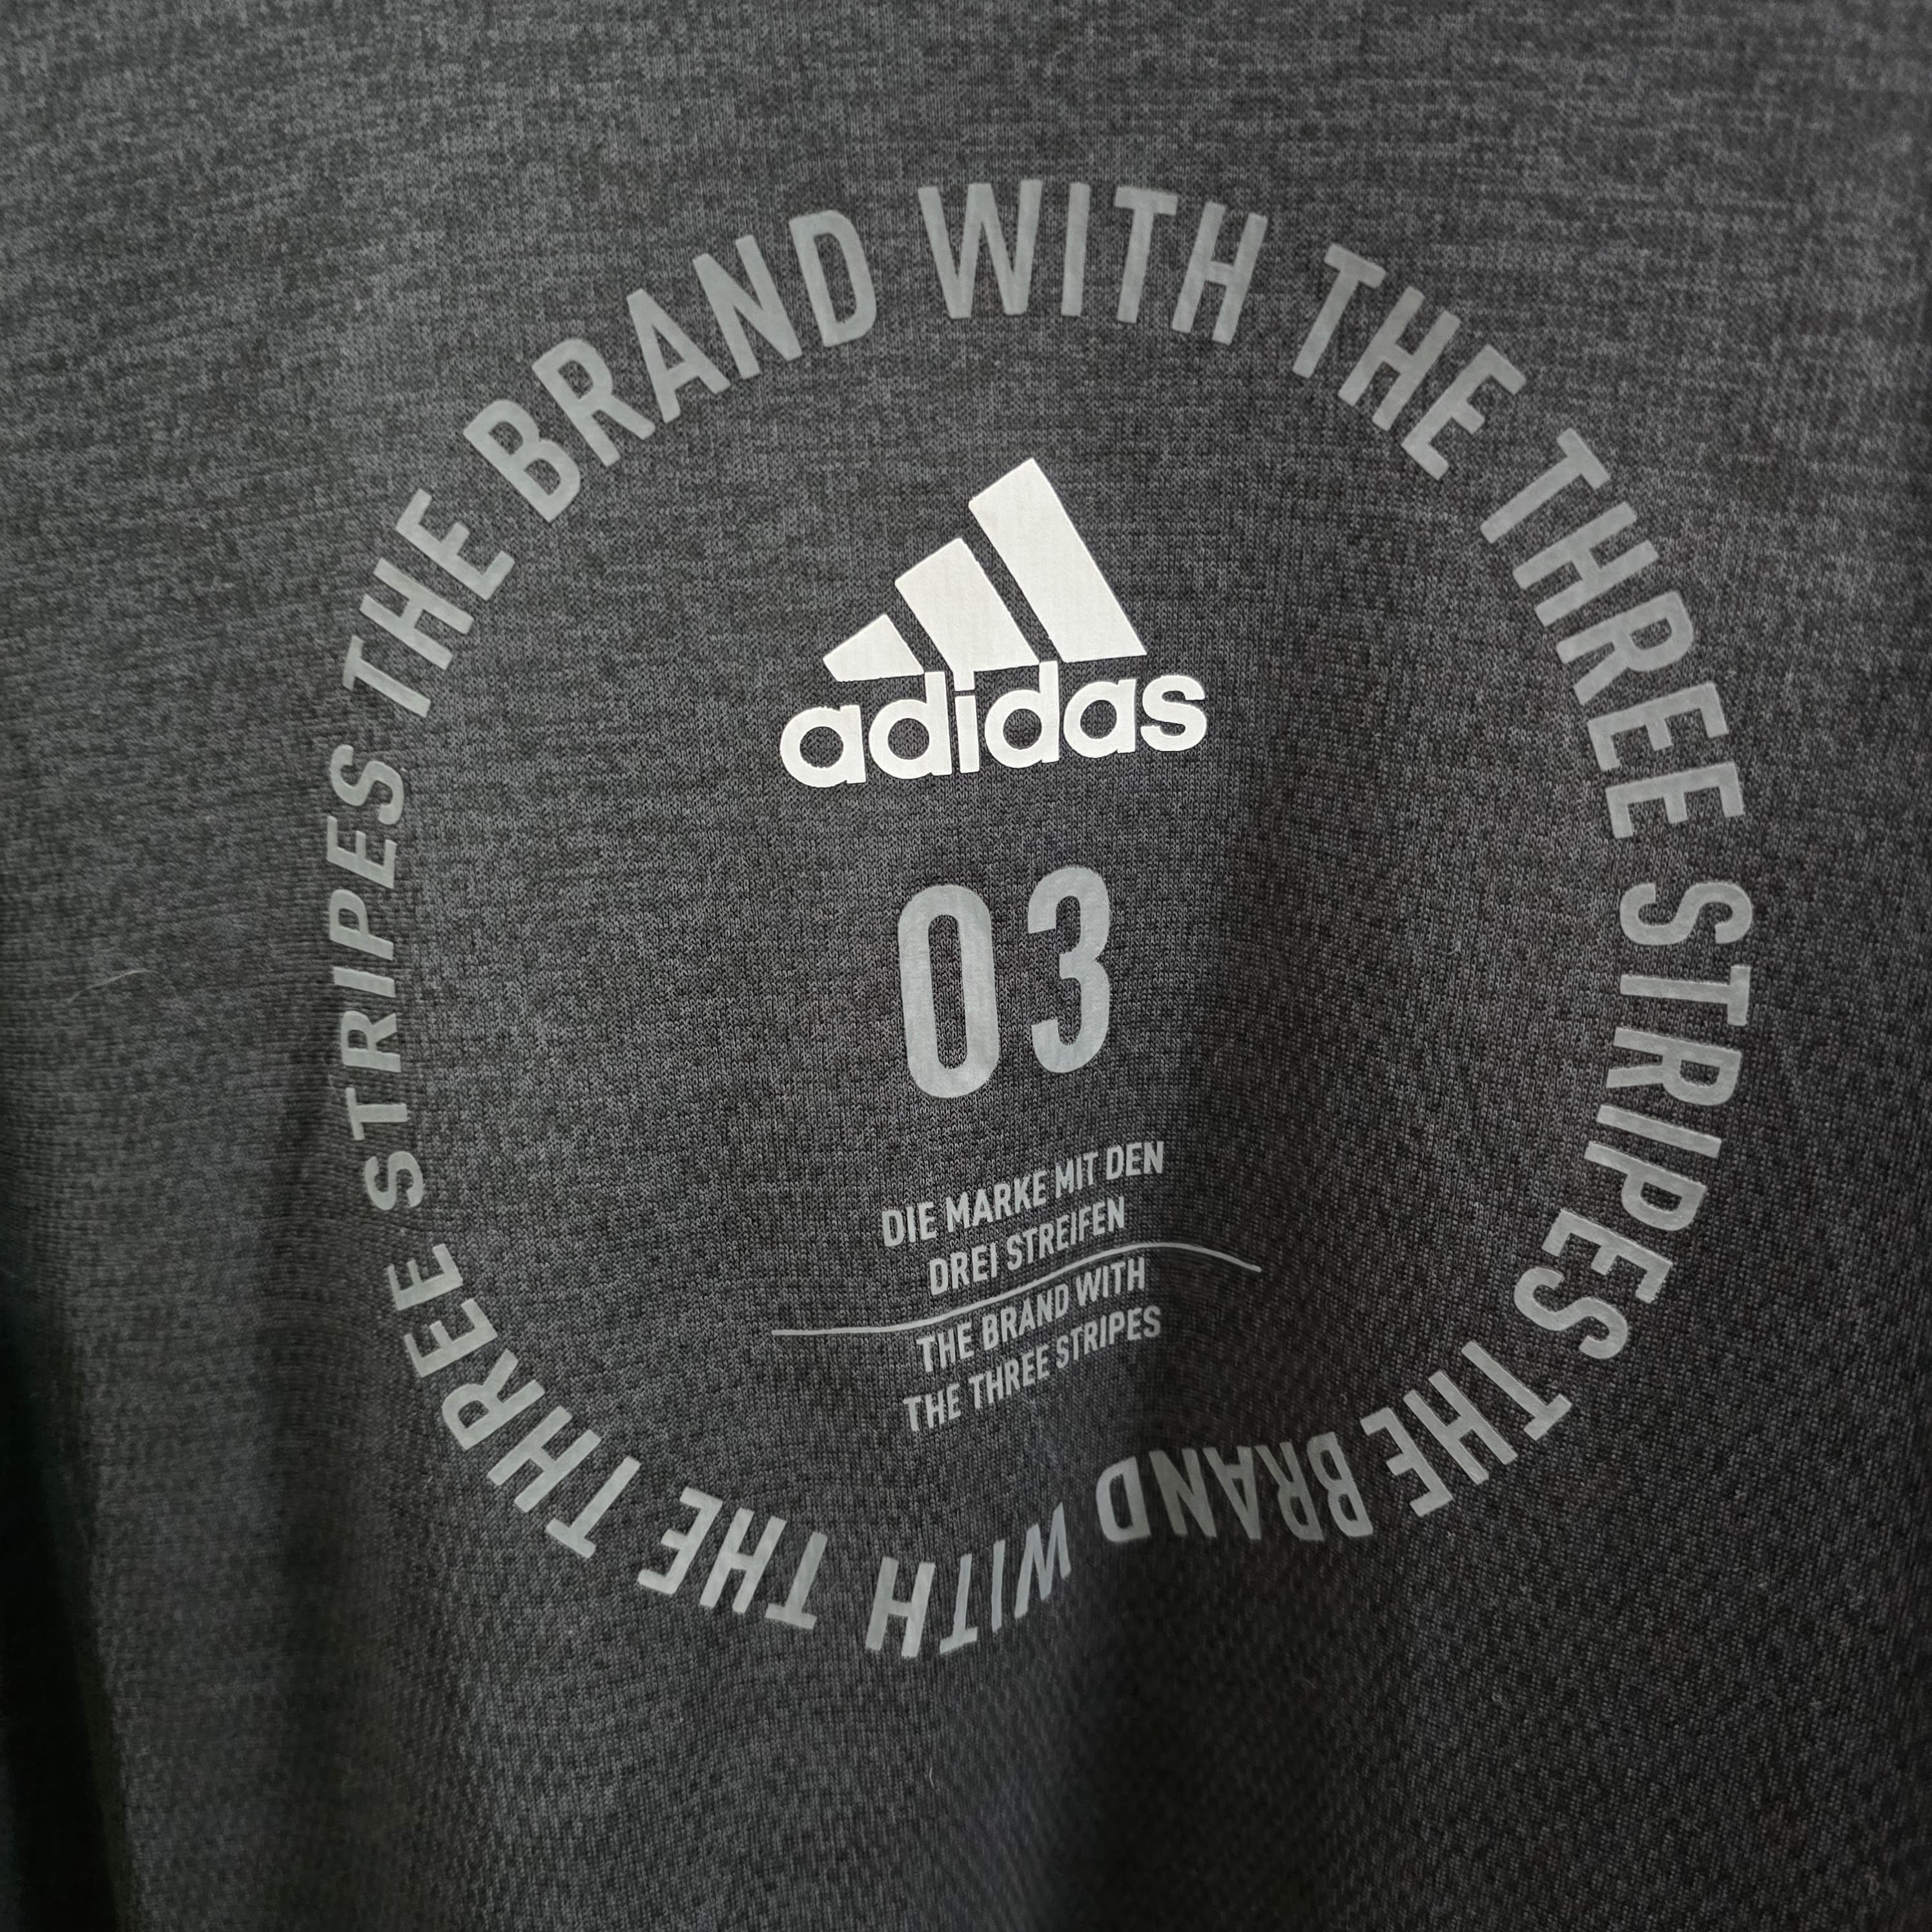 THE BRAND WITH THE THREE STRIPES THE BRAND WITH THE THREE STRIPES
adidas
03
DIE MARKE MIT DEN
DREI STREIFEN
THE BRAND WITH
THE THREE STRIPES